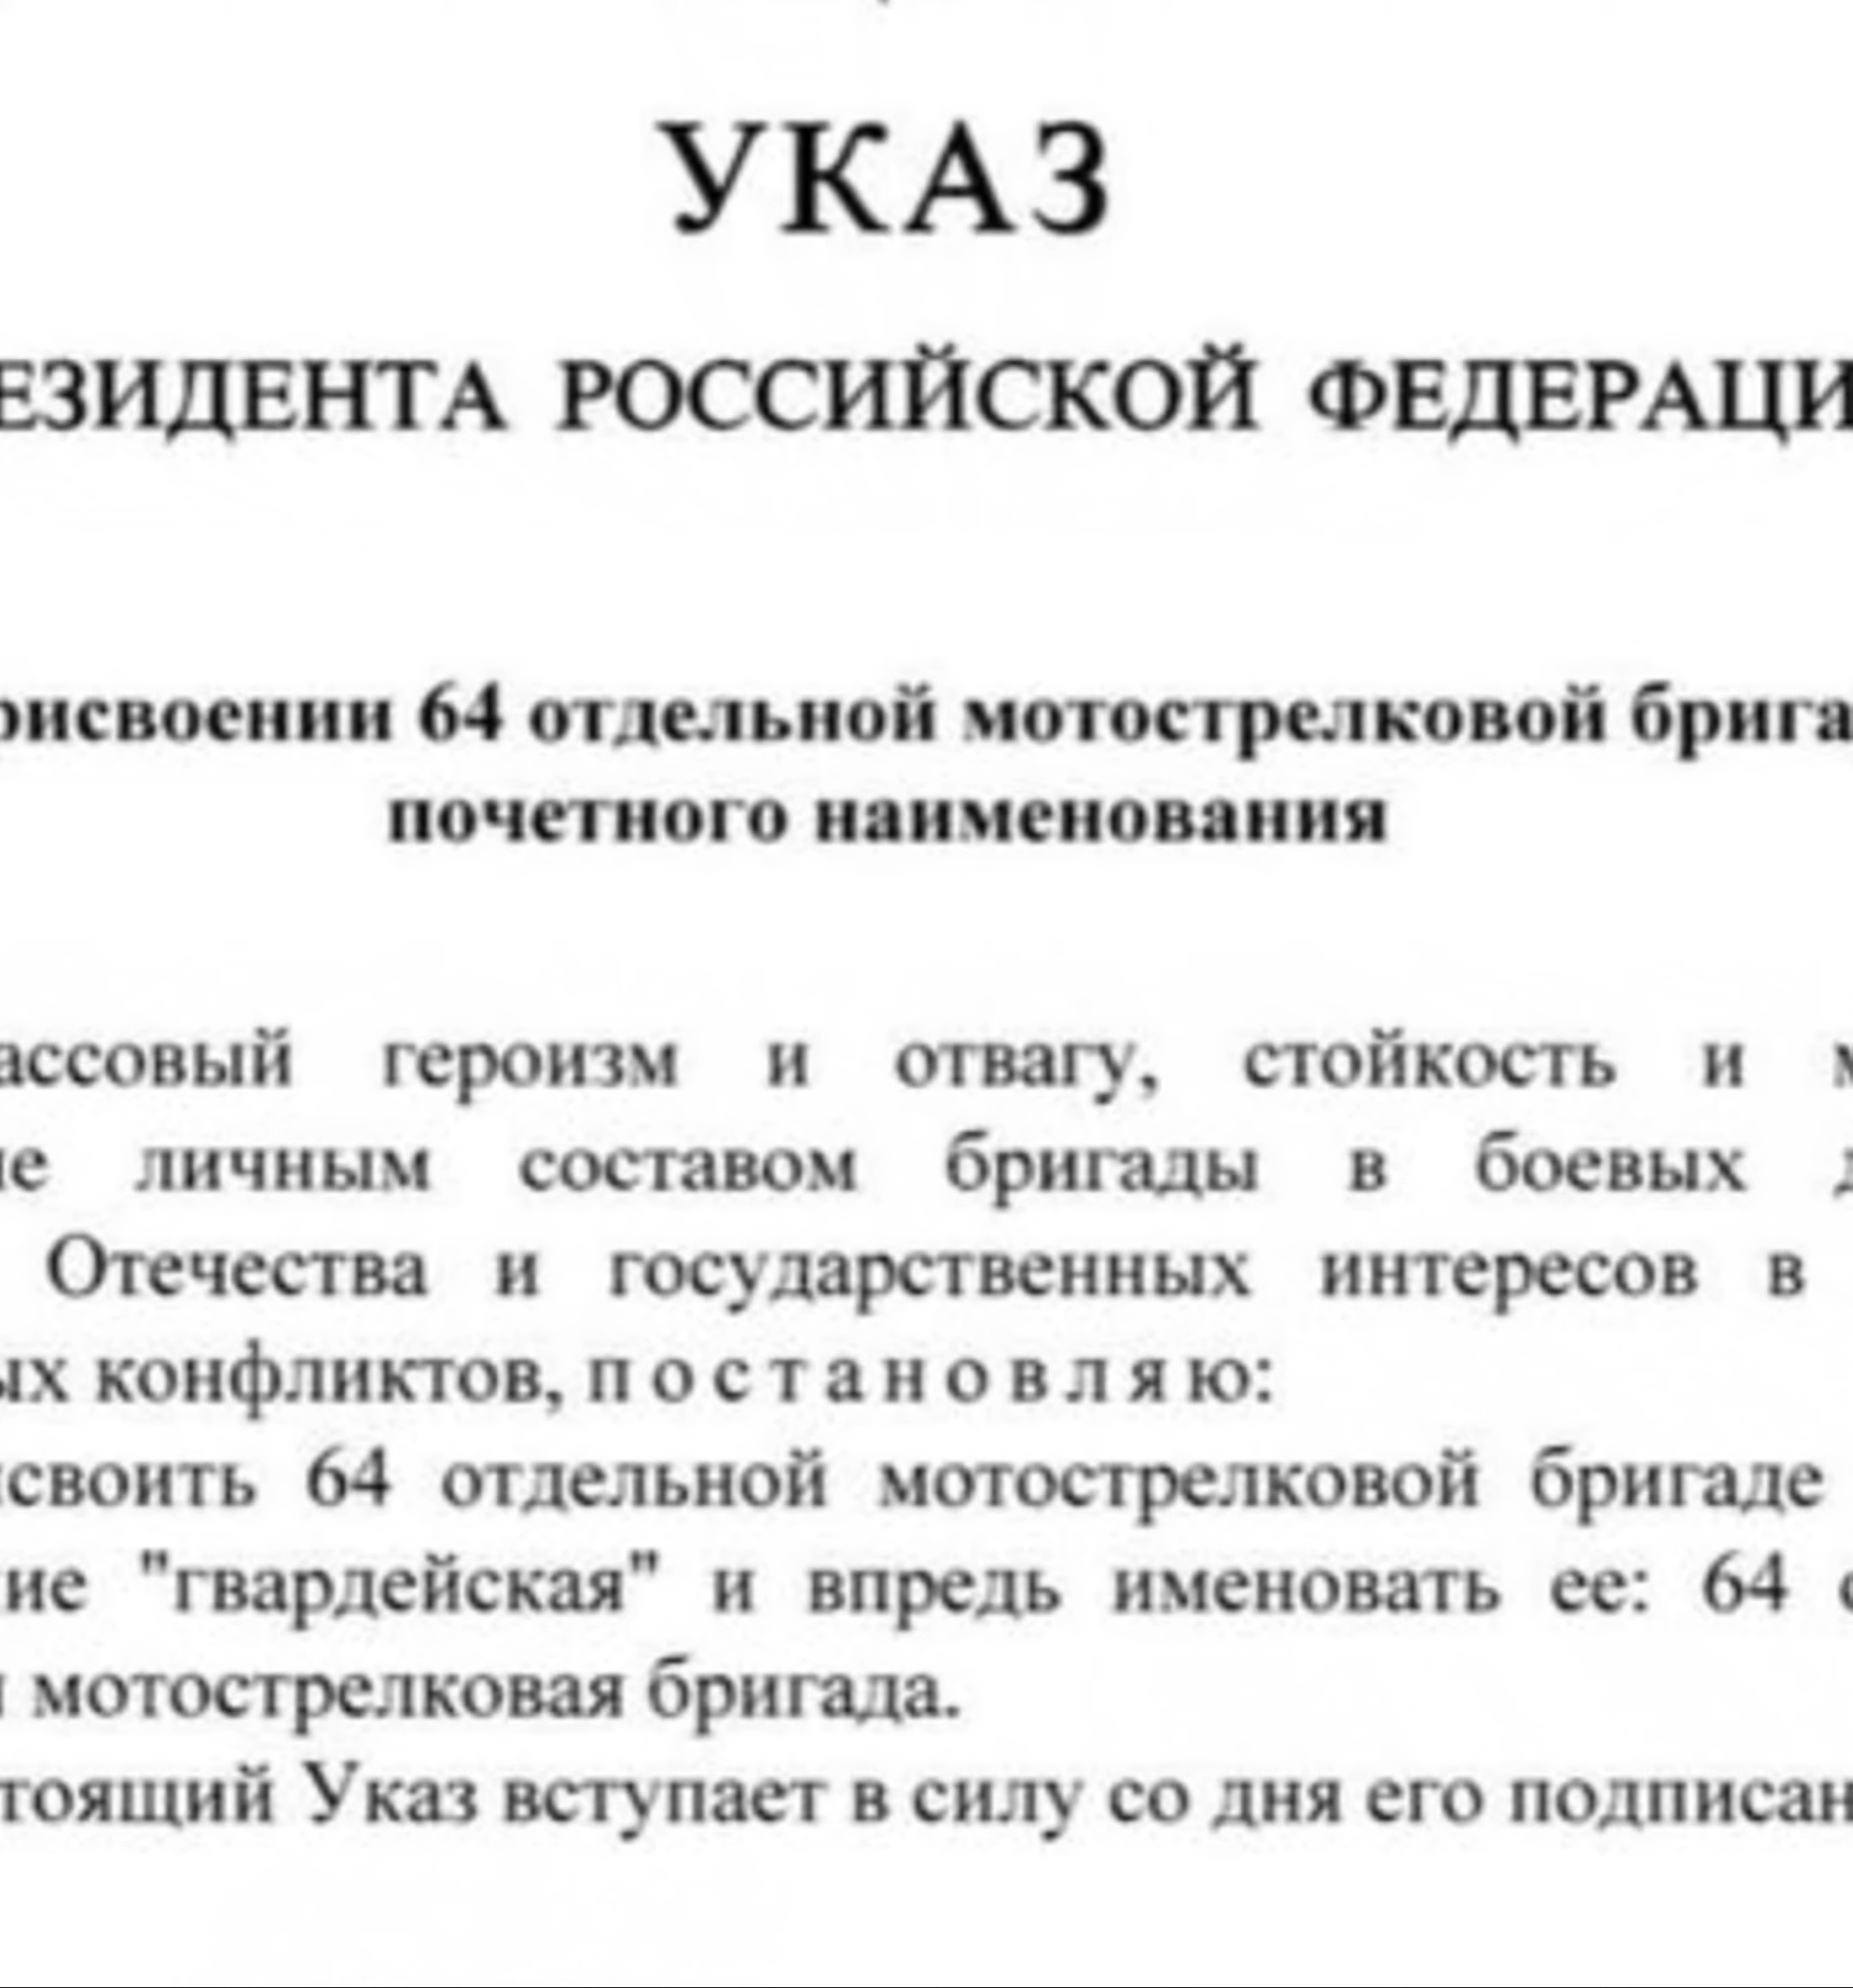 УКАЗ
ЕЗИДЕНТА РОССИЙСКОЙ ФЕДЕРАЦИ
рисвоении 64 отдельной мотострелковой брига
почетного наименования
ассовый героизм и отвагу, стойкость и м
ие личным составом бригады в боевых д
Отечества и государственных интересов в
ых конфликтов, п о с т а н о в л я ю:
исвоить 64 отдельной мотострелковой бригаде
ние "гвардейская" и впредь именовать ее: 64 о
я мотострелковая бригада.
тоящий Указ вступает в силу со дня его подписан